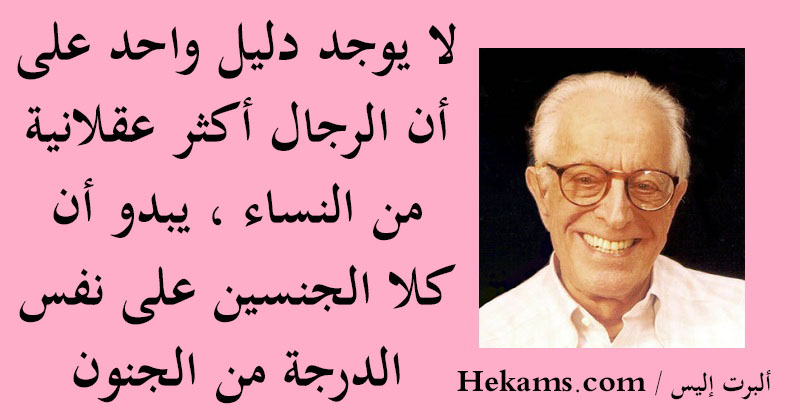 لا يوجد دليل واحد على
أن الرجال أكثر عقلانية
من النساء ، يبدو أن
كلا الجنسين على نفس
الدرجة من الجنون
ألبرت إليس / Hekams.com